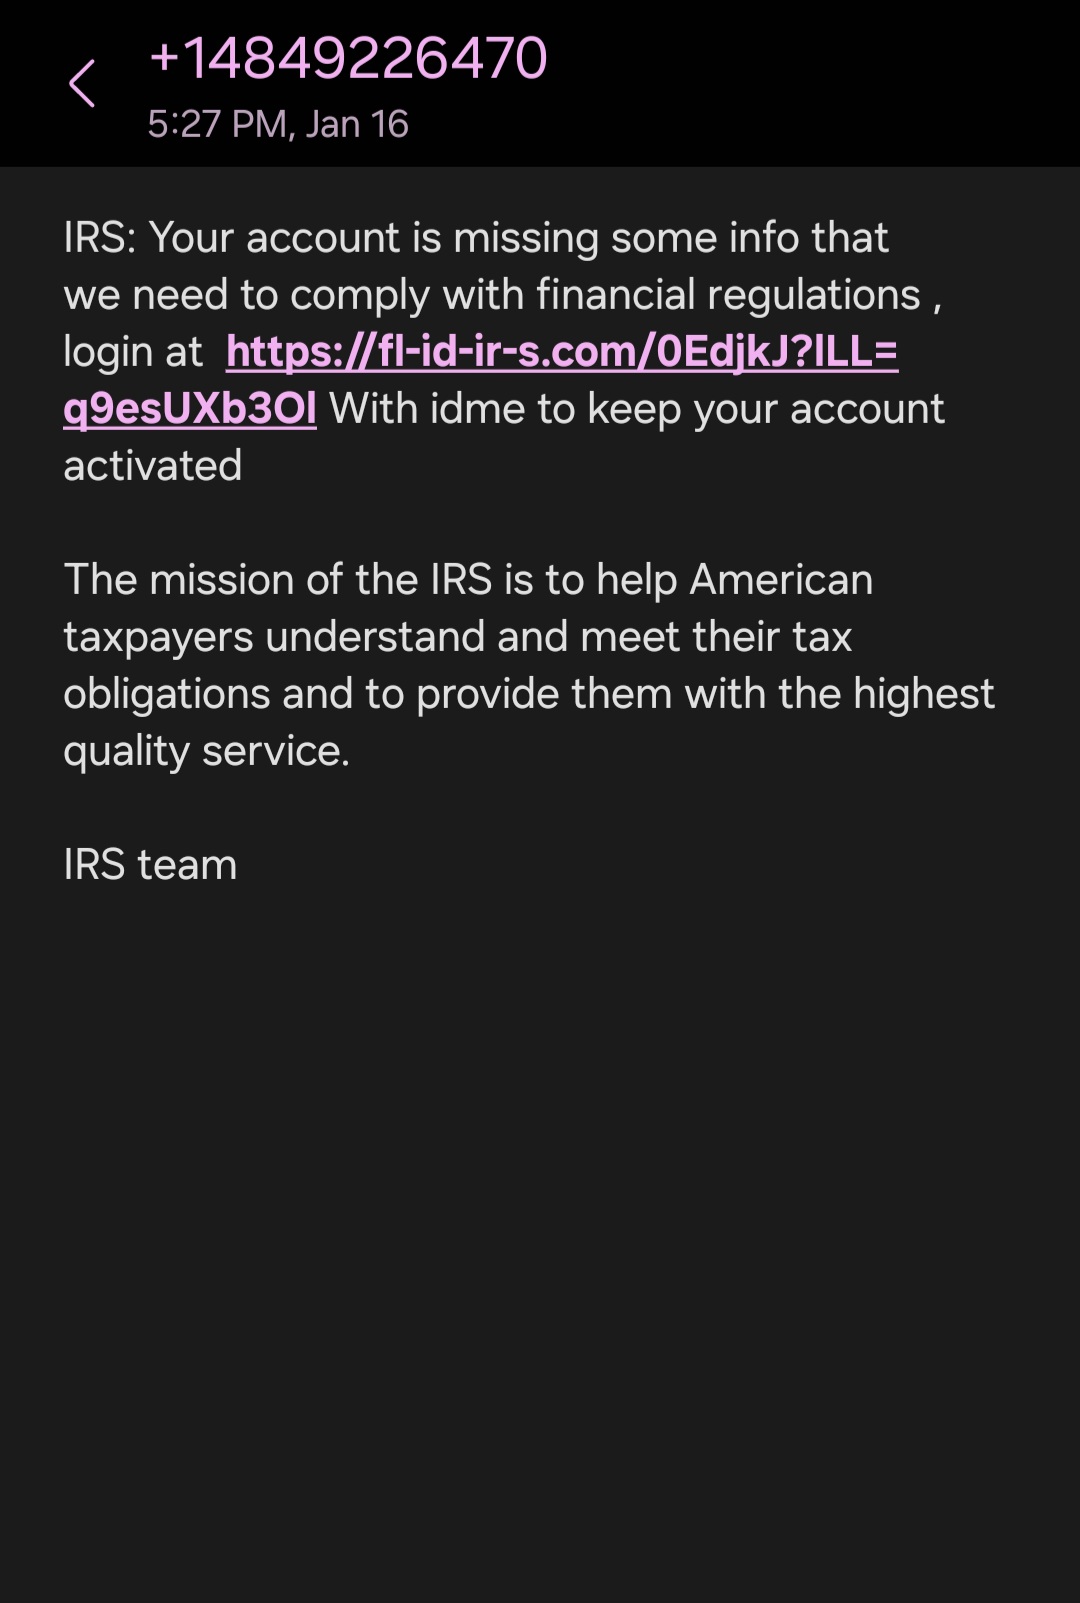 +14849226470
5:27 PM, Jan 16
IRS: Your account is missing some info that
we need to comply with financial regulations ,
login at  https://fl-id-ir-s.com/0EdjkJ?lLL=
q9esUXb3Ol With idme to keep your account
activated
The mission of the IRS is to help American
taxpayers understand and meet their tax
obligations and to provide them with the highest
quality service.
IRS team